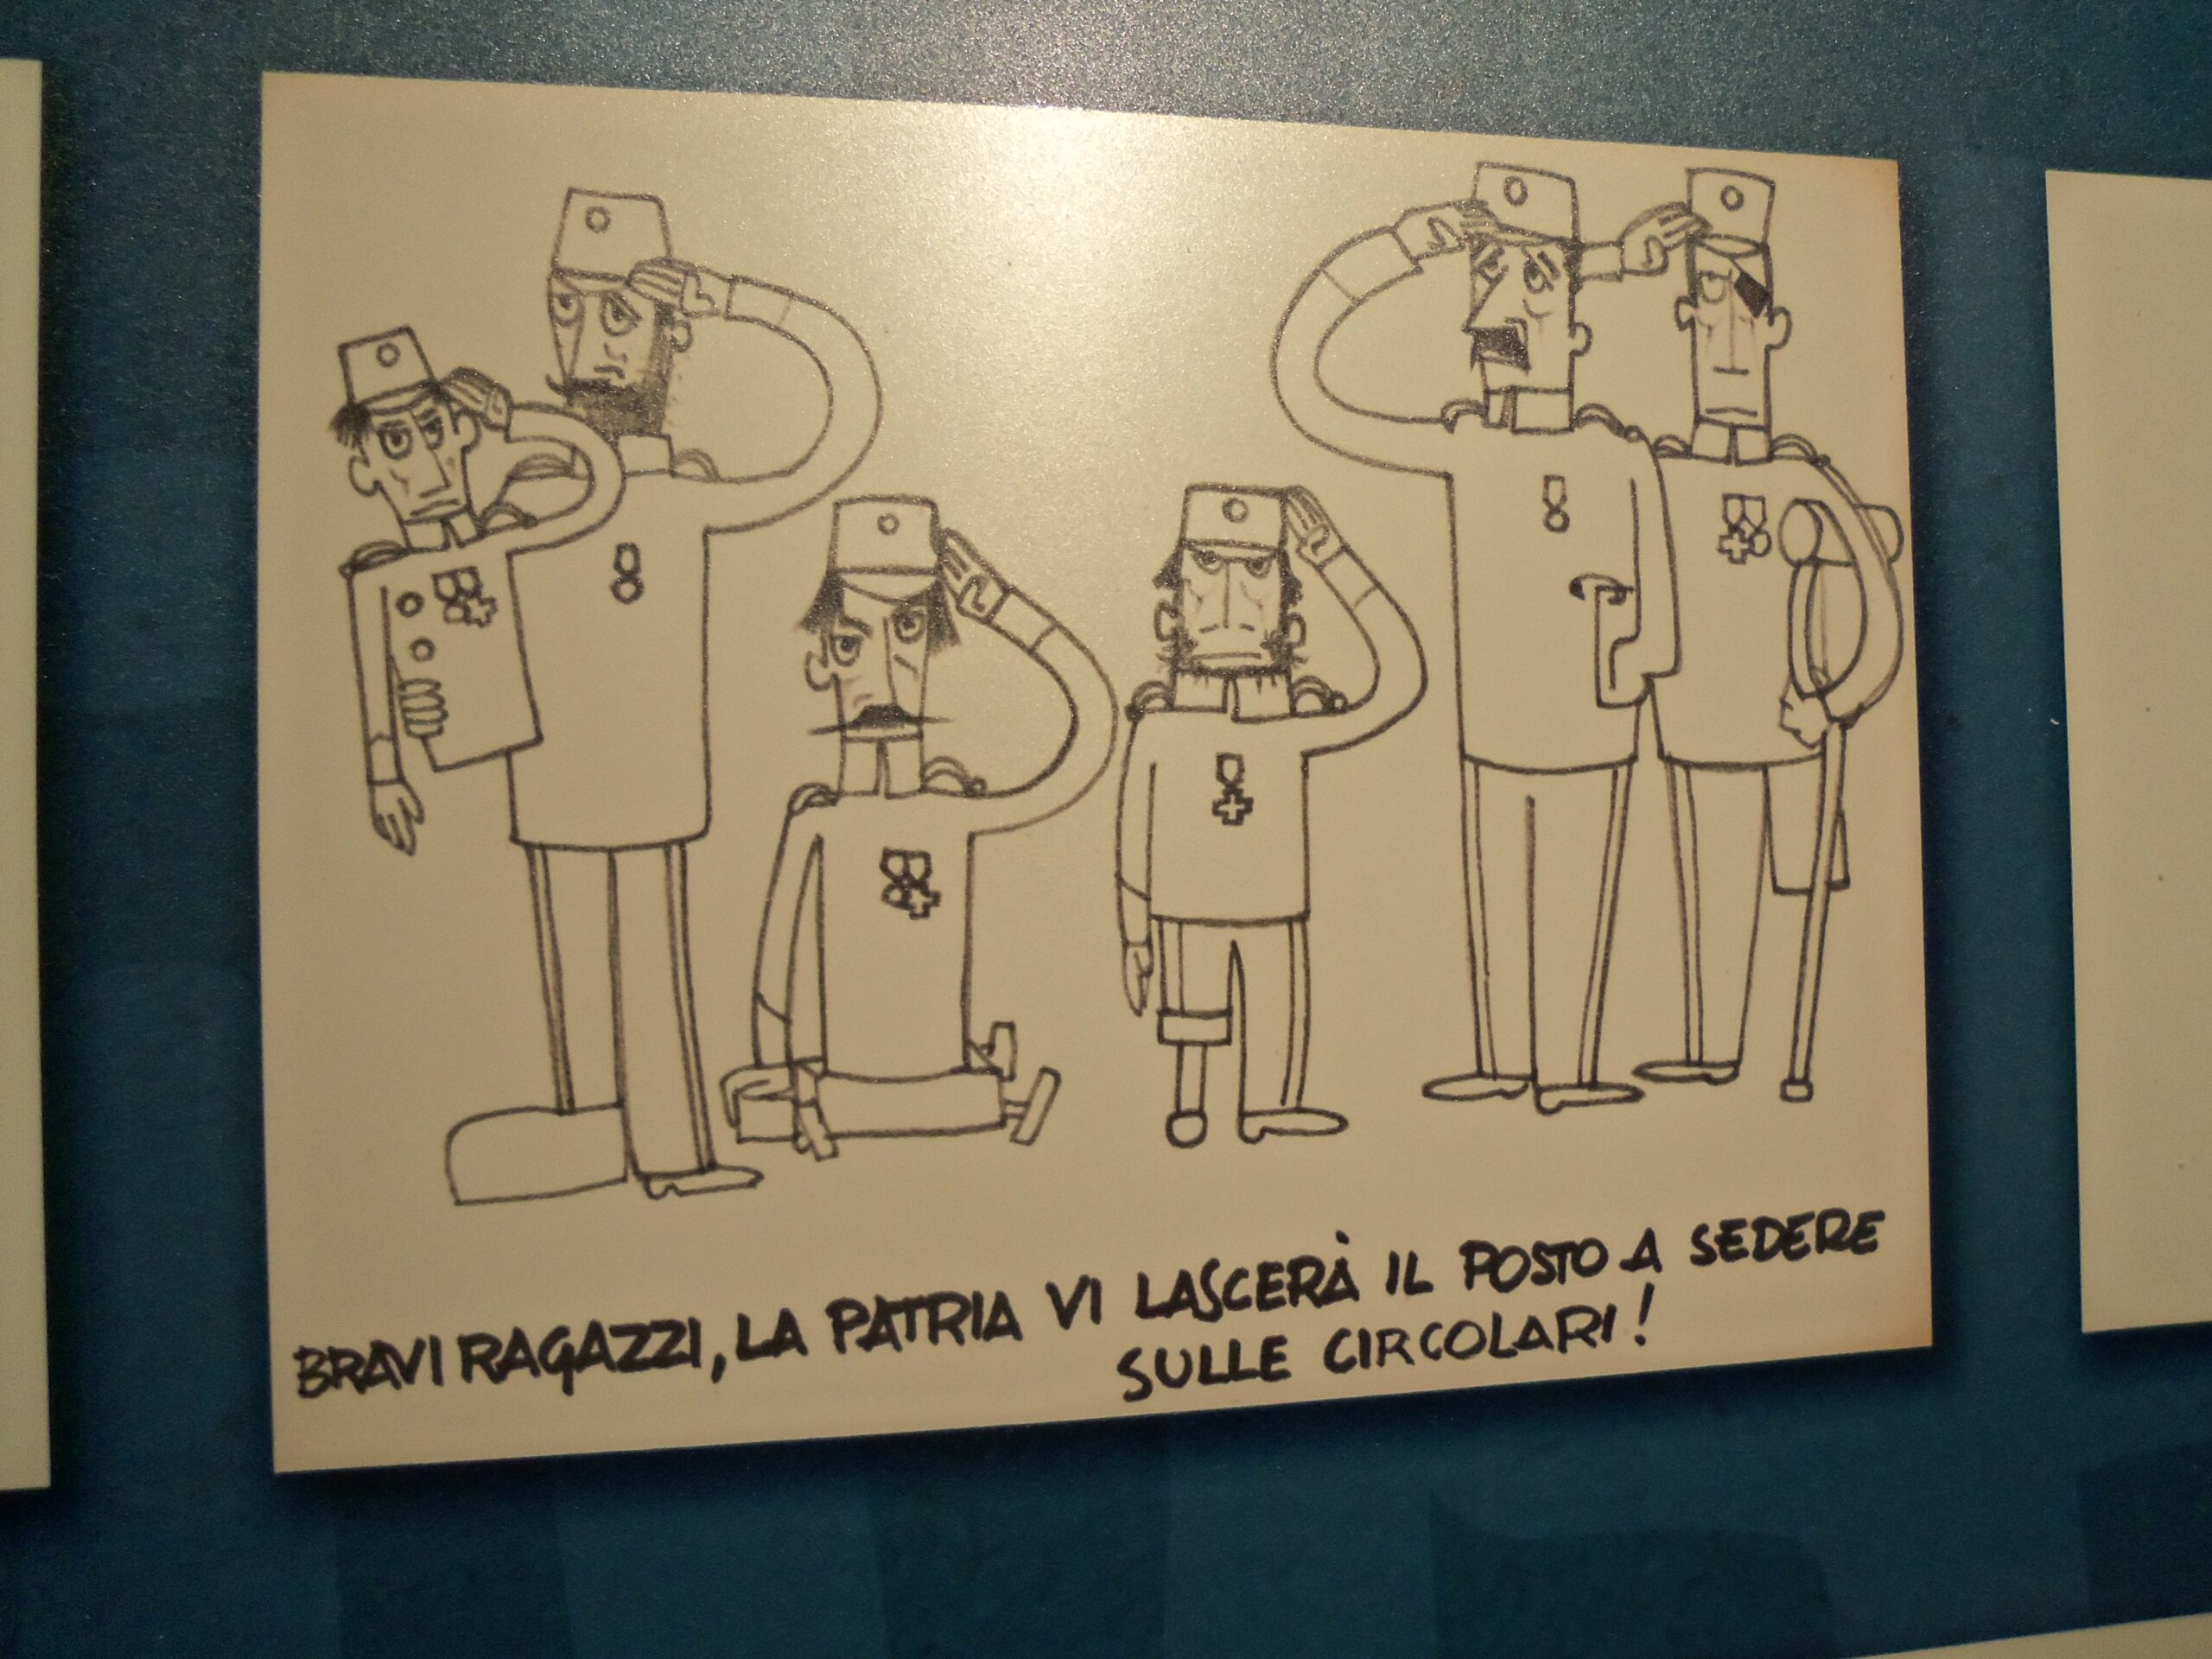 BRAVI RAGAZZI, LA PATRIA VI LASCERÀ IL POSTO A SEDERE
SULLE CIRCOLARI!